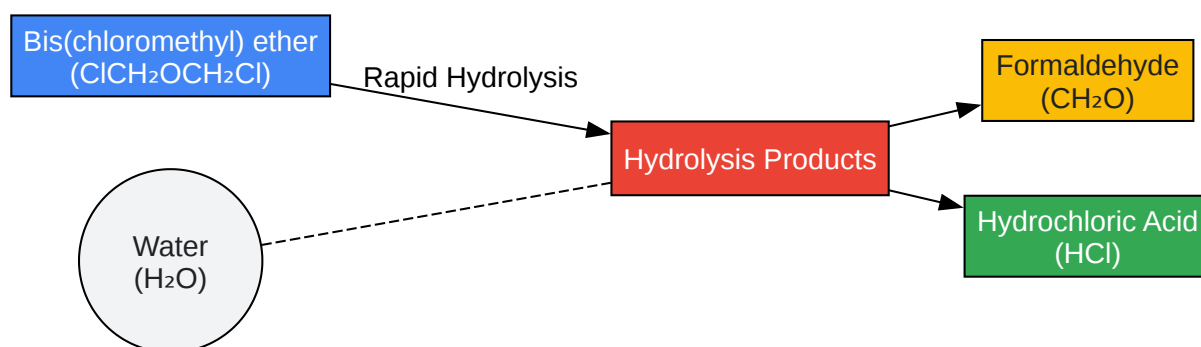 Bis(chloromethyl) ether
(ClCH₂OCH₂Cl)
Rapid Hydrolysis
Formaldehyde
(CH₂O)
Hydrolysis Products
Water
(H₂O)
Hydrochloric Acid
(HCl)